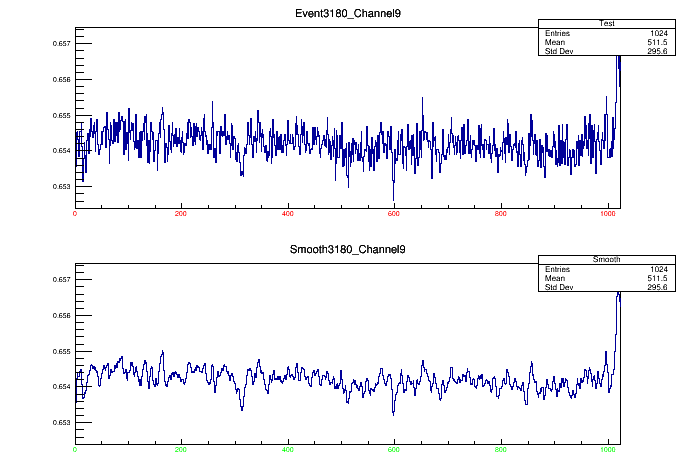 Event3180_Channel9
Test
Entries 1024
Mean 511.5
Std Dev 295.6
0.657
0.656
0.655
0.654
0.653
0 200 400 600 800 1000
Smooth3180_Channel9
Smooth
Entries 1024
Mean 511.5
Std Dev 295.6
0.657
0.656
0.655
0.654
0.653
0 200 400 600 800 1000